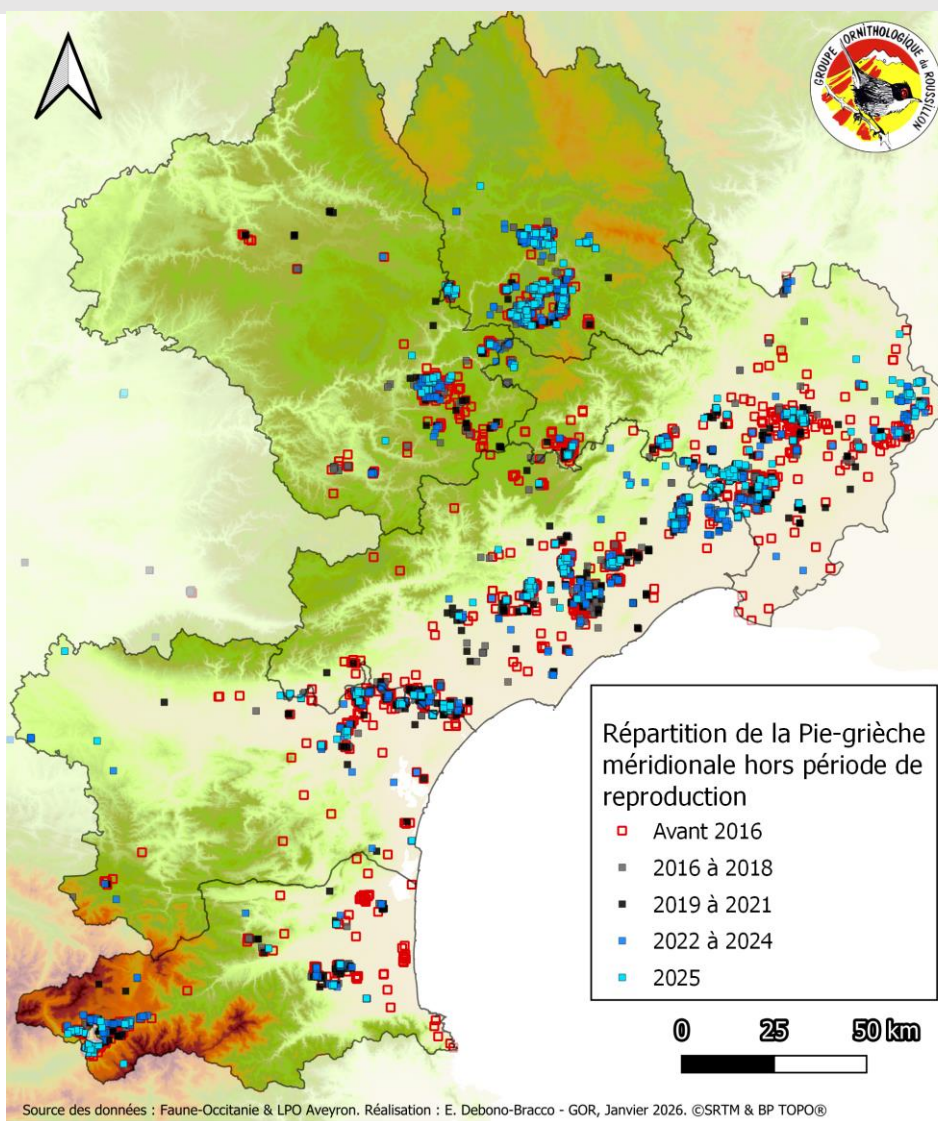 GROUPE ORNITHOLOGIQUE du ROUSSILLON
Répartition de la Pie-grièche
méridionale hors période de
reproduction
Avant 2016
2016 à 2018
2019 à 2021
2022 à 2024
2025
0 25 50 km
Source des données : Faune-Occitanie & LPO Aveyron. Réalisation : E. Debono-Bracco - GOR, Janvier 2026. ©SRTM & BP TOPO®